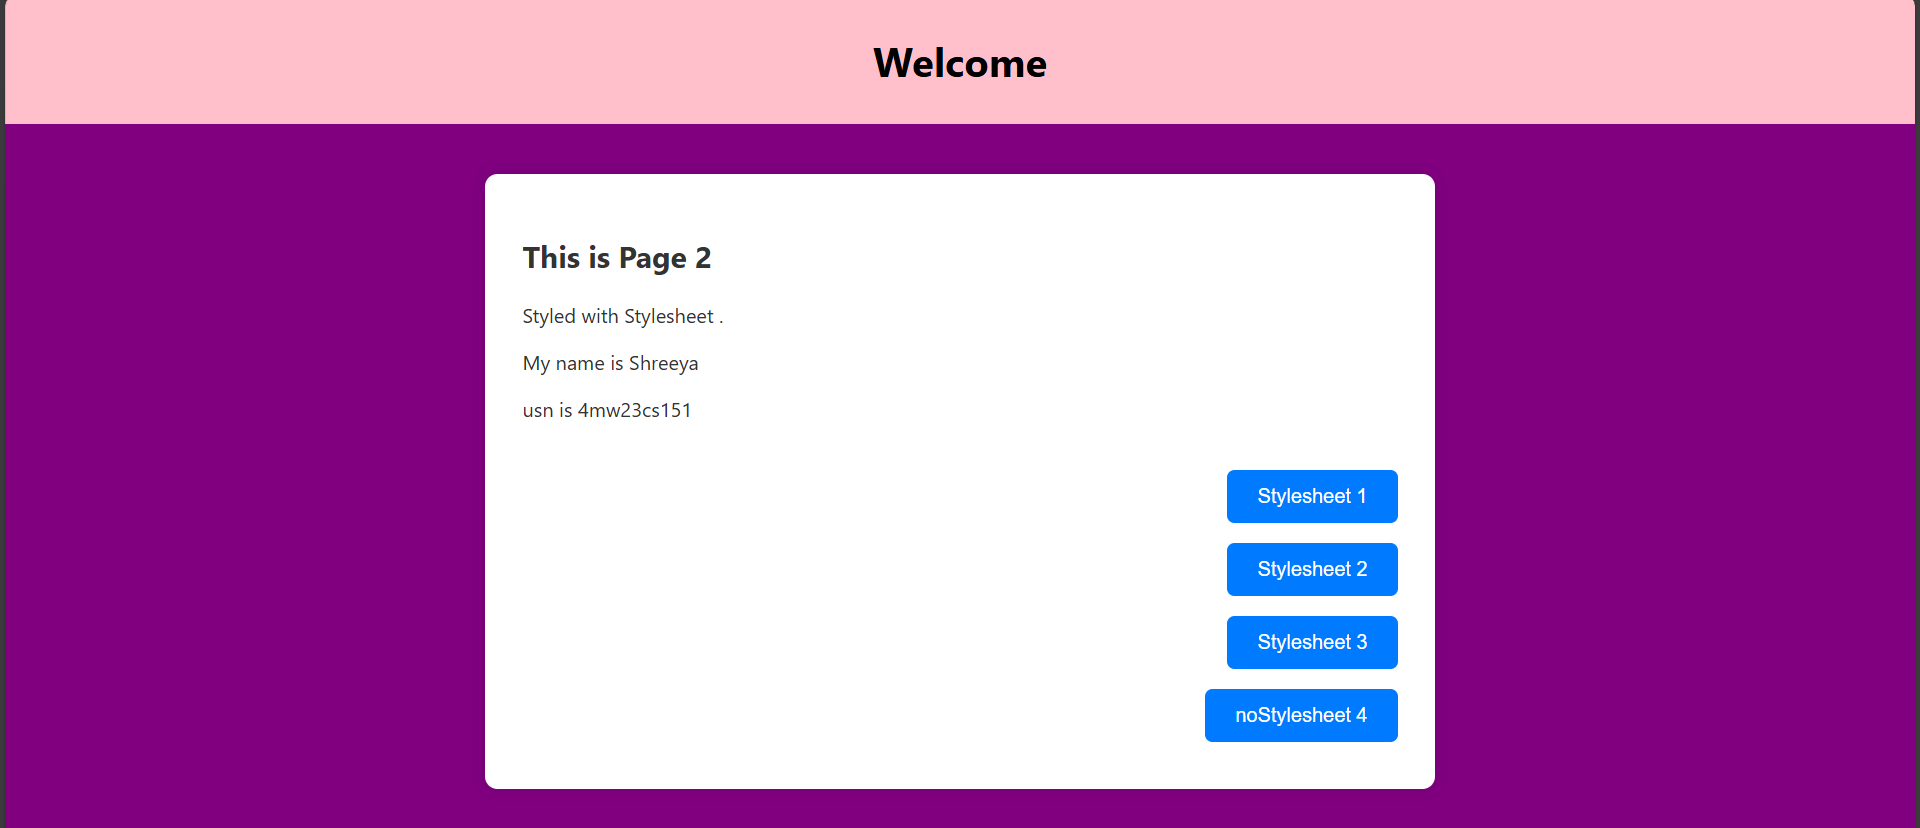 Welcome
This is Page 2
Styled with Stylesheet .
My name is Shreeya
usn is 4mw23cs151
Stylesheet 1
Stylesheet 2
Stylesheet 3
noStylesheet 4